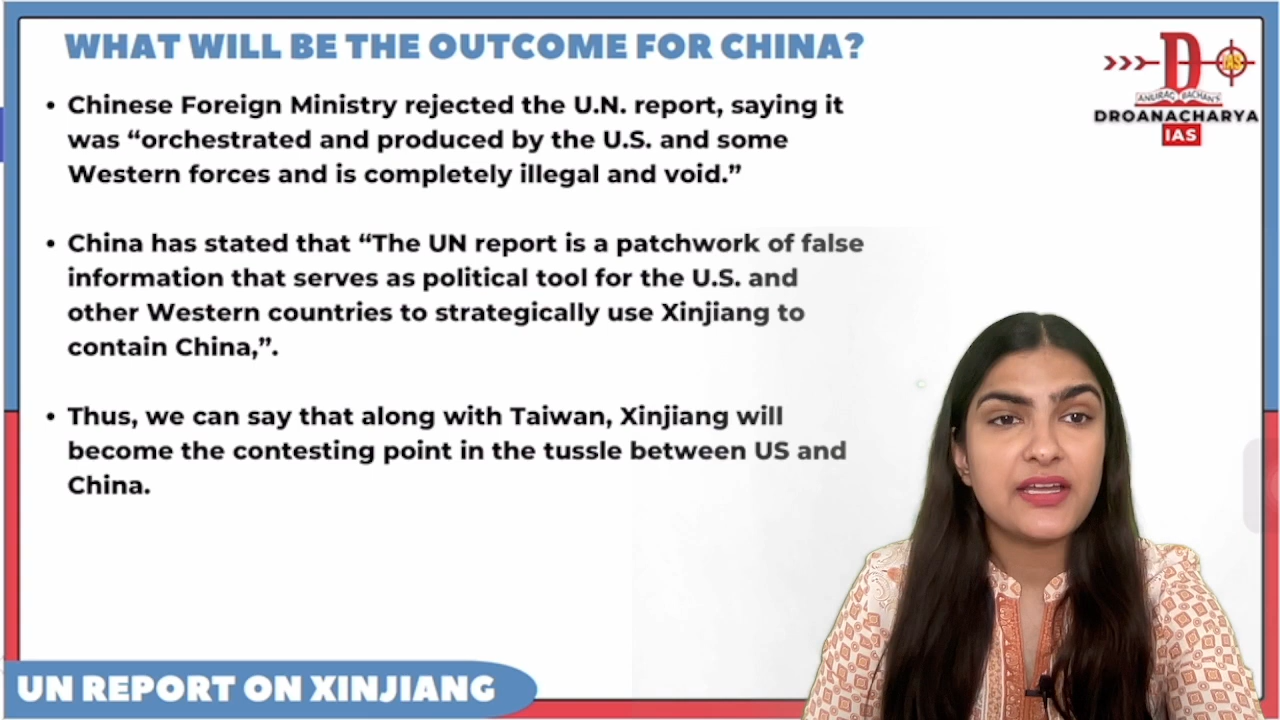 WHAT WILL BE THE OUTCOME FOR CHINA?
• Chinese Foreign Ministry rejected the U.N. report, saying it
was “orchestrated and produced by the U.S. and some
Western forces and is completely illegal and void.”
• China has stated that “The UN report is a patchwork of false
information that serves as political tool for the U.S. and
other Western countries to strategically use Xinjiang to
contain China,”.
• Thus, we can say that along with Taiwan, Xinjiang will
become the contesting point in the tussle between US and
China.
D
IAS
ANURAG BACHAN'S
DROANACHARYA
IAS
UN REPORT ON XINJIANG